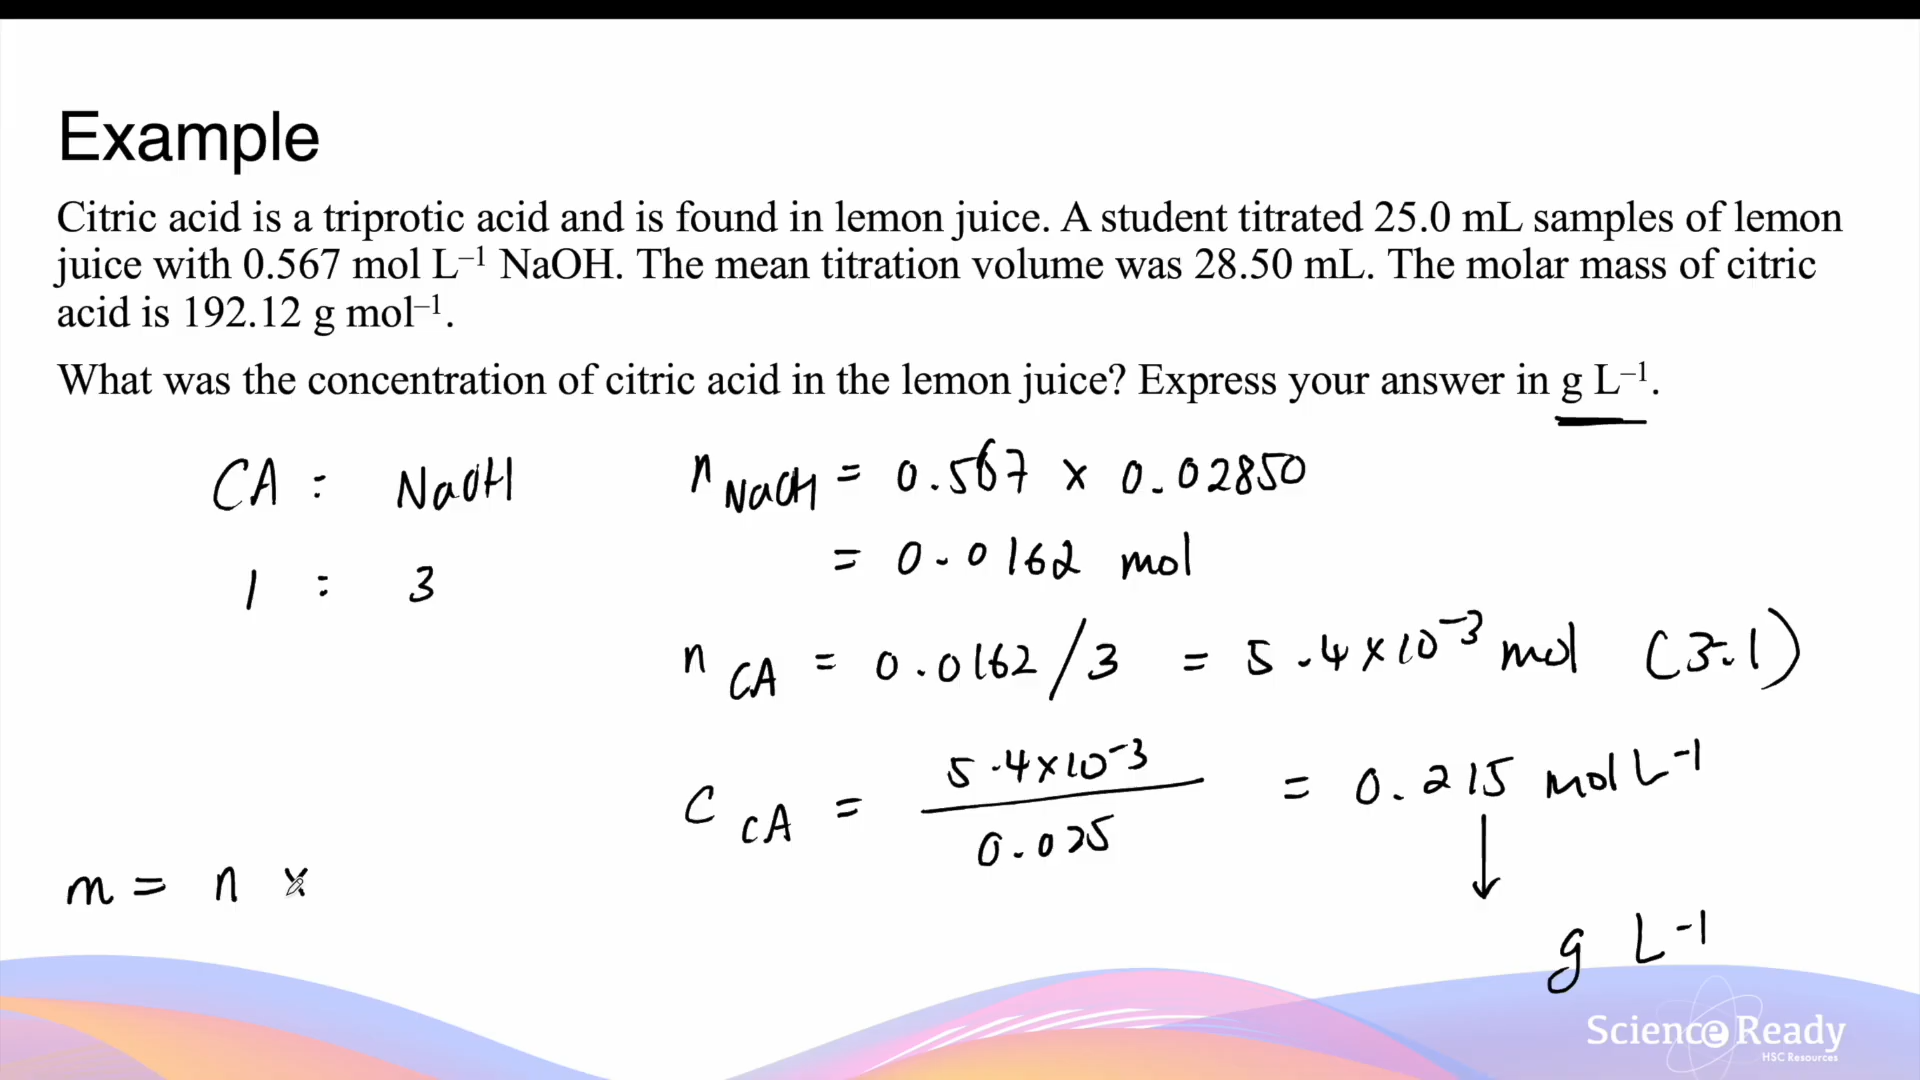 Example
Citric acid is a triprotic acid and is found in lemon juice. A student titrated 25.0 mL samples of lemon
juice with 0.567 mol L⁻¹ NaOH. The mean titration volume was 28.50 mL. The molar mass of citric
acid is 192.12 g mol⁻¹.
What was the concentration of citric acid in the lemon juice? Express your answer in g L⁻¹.
CA : NaOH
1 : 3
n NaOH = 0.567 × 0.02850
= 0.0162 mol
n CA = 0.0162 / 3 = 5.4 × 10⁻³ mol (3:1)
C CA = 5.4 × 10⁻³ / 0.025 = 0.215 mol L⁻¹
↓
g L⁻¹
m = n ×
Science Ready
HSC Resources